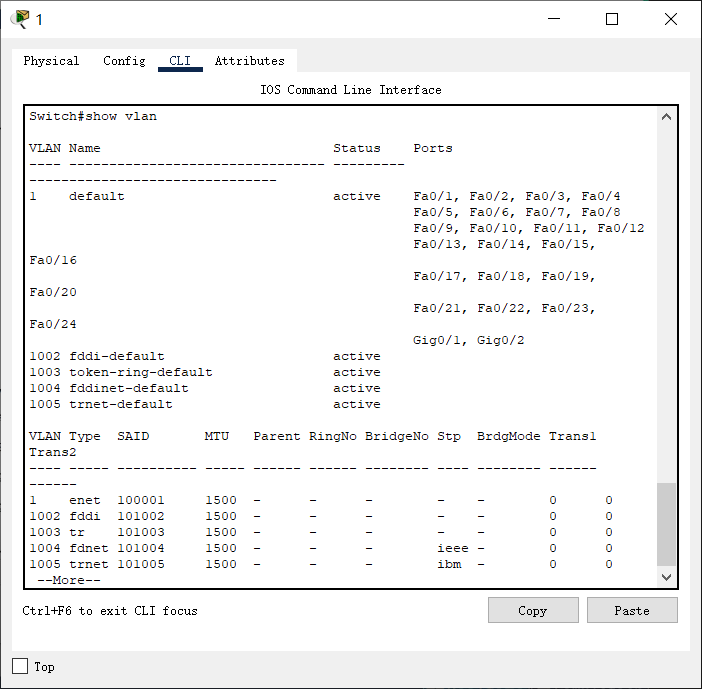 1
Physical Config CLI Attributes
IOS Command Line Interface
Switch#show vlan
VLAN Name                             Status    Ports
---- -------------------------------- ---------
-------------------------------
1    default                          active    Fa0/1, Fa0/2, Fa0/3, Fa0/4
                                                Fa0/5, Fa0/6, Fa0/7, Fa0/8
                                                Fa0/9, Fa0/10, Fa0/11, Fa0/12
                                                Fa0/13, Fa0/14, Fa0/15,
Fa0/16
                                                Fa0/17, Fa0/18, Fa0/19,
Fa0/20
                                                Fa0/21, Fa0/22, Fa0/23,
Fa0/24
                                                Gig0/1, Gig0/2
1002 fddi-default                     active
1003 token-ring-default               active
1004 fddinet-default                  active
1005 trnet-default                    active
VLAN Type  SAID       MTU   Parent RingNo BridgeNo Stp  BrdgMode Trans1
Trans2
---- ----- ---------- ----- ------ ------ -------- ---- -------- ------
------
1    enet  100001     1500  -      -      -        -    -        0      0
1002 fddi  101002     1500  -      -      -        -    -        0      0
1003 tr    101003     1500  -      -      -        -    -        0      0
1004 fdnet 101004     1500  -      -      -        ieee -        0      0
1005 trnet 101005     1500  -      -      -        ibm  -        0      0
 --More--
Ctrl+F6 to exit CLI focus Copy Paste
Top